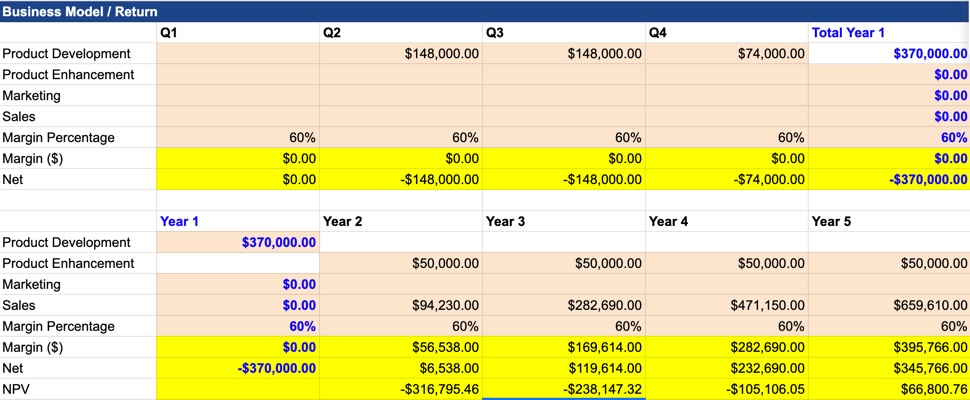 Business Model / Return
Q1 Q2 Q3 Q4 Total Year 1
Product Development $148,000.00 $148,000.00 $74,000.00 $370,000.00
Product Enhancement $0.00
Marketing $0.00
Sales $0.00
Margin Percentage 60% 60% 60% 60% 60%
Margin ($) $0.00 $0.00 $0.00 $0.00 $0.00
Net $0.00 -$148,000.00 -$148,000.00 -$74,000.00 -$370,000.00
Year 1 Year 2 Year 3 Year 4 Year 5
Product Development $370,000.00
Product Enhancement $50,000.00 $50,000.00 $50,000.00 $50,000.00
Marketing $0.00
Sales $0.00 $94,230.00 $282,690.00 $471,150.00 $659,610.00
Margin Percentage 60% 60% 60% 60% 60%
Margin ($) $0.00 $56,538.00 $169,614.00 $282,690.00 $395,766.00
Net -$370,000.00 $6,538.00 $119,614.00 $232,690.00 $345,766.00
NPV -$316,795.46 -$238,147.32 -$105,106.05 $66,800.76